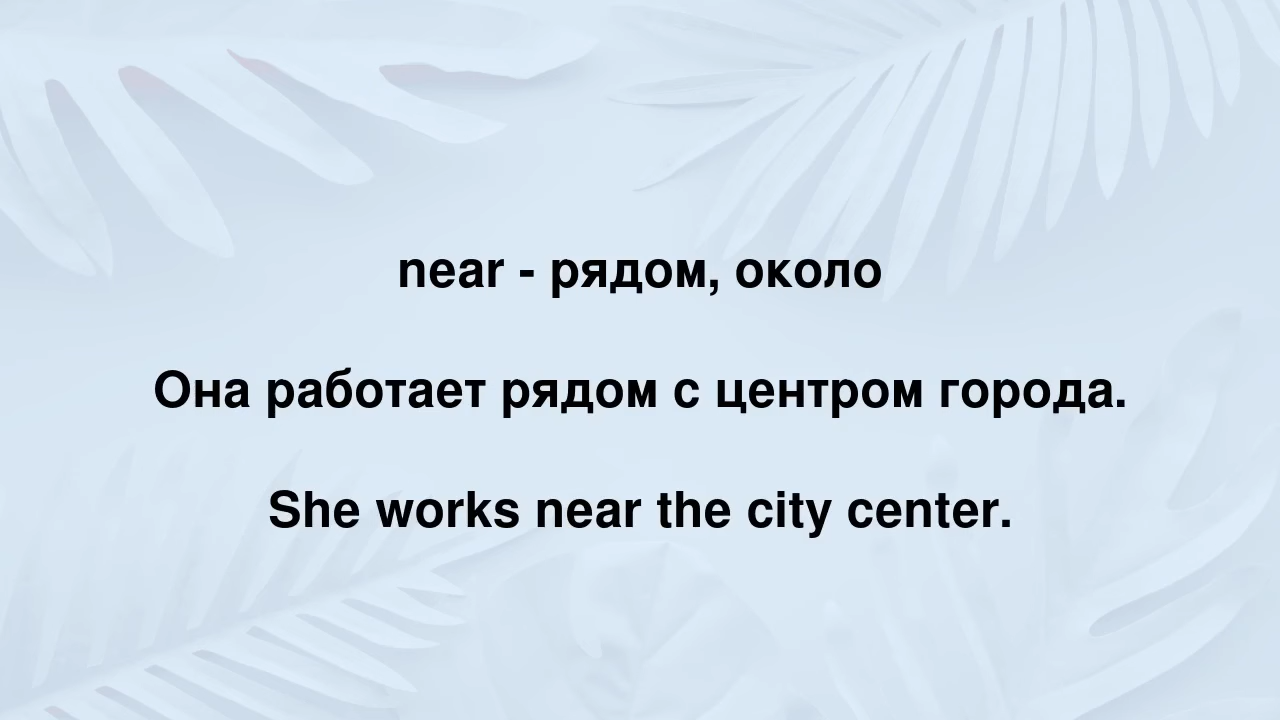 near - рядом, около
Она работает рядом с центром города.
She works near the city center.